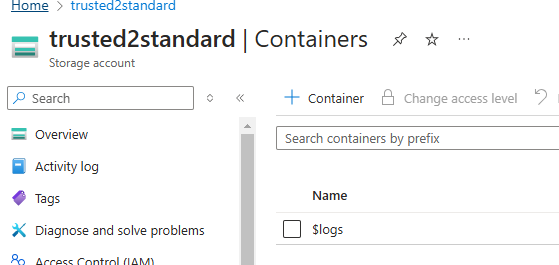 Home > trusted2standard
trusted2standard | Containers
Storage account
Search
Overview
Activity log
Tags
Diagnose and solve problems
Access Control (IAM)
+ Container
Change access level
Search containers by prefix
Name
$logs